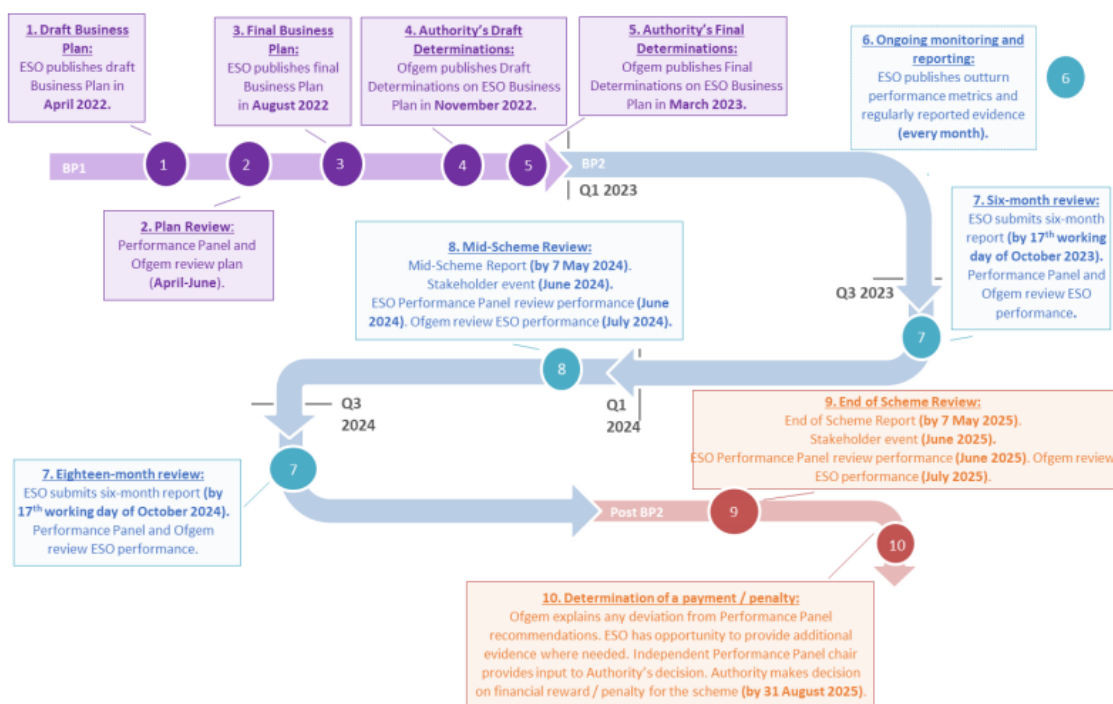 1. Draft Business
Plan:
ESO publishes draft
Business Plan in
April 2022.
3. Final Business
Plan:
ESO publishes final
Business Plan
in August 2022
4. Authority's Draft
Determinations:
Ofgem publishes Draft
Determinations on ESO Business
Plan in November 2022.
5. Authority's Final
Determinations:
Ofgem publishes Final
Determinations on ESO Business
Plan in March 2023.
6. Ongoing monitoring and
reporting:
ESO publishes outturn
performance metrics and
regularly reported evidence
(every month).
6
BP1
1
2
3
4
5
BP2
Q1 2023
2. Plan Review:
Performance Panel and
Ofgem review plan
(April-June).
8. Mid-Scheme Review:
Mid-Scheme Report (by 7 May 2024).
Stakeholder event (June 2024).
ESO Performance Panel review performance (June
2024). Ofgem review ESO performance (July 2024).
7. Six-month review:
ESO submits six-month
report (by 17th working
day of October 2023).
Performance Panel and
Ofgem review ESO
performance.
Q3 2023
7
8
Q3
2024
Q1
2024
9. End of Scheme Review:
End of Scheme Report (by 7 May 2025).
Stakeholder event (June 2025).
ESO Performance Panel review performance (June 2025). Ofgem review
ESO performance (July 2025).
7. Eighteen-month review:
ESO submits six-month report (by
17th working day of October 2024).
Performance Panel and Ofgem
review ESO performance.
7
Post BP2
9
10
10. Determination of a payment / penalty:
Ofgem explains any deviation from Performance Panel
recommendations. ESO has opportunity to provide additional
evidence where needed. Independent Performance Panel chair
provides input to Authority's decision. Authority makes decision
on financial reward / penalty for the scheme (by 31 August 2025).